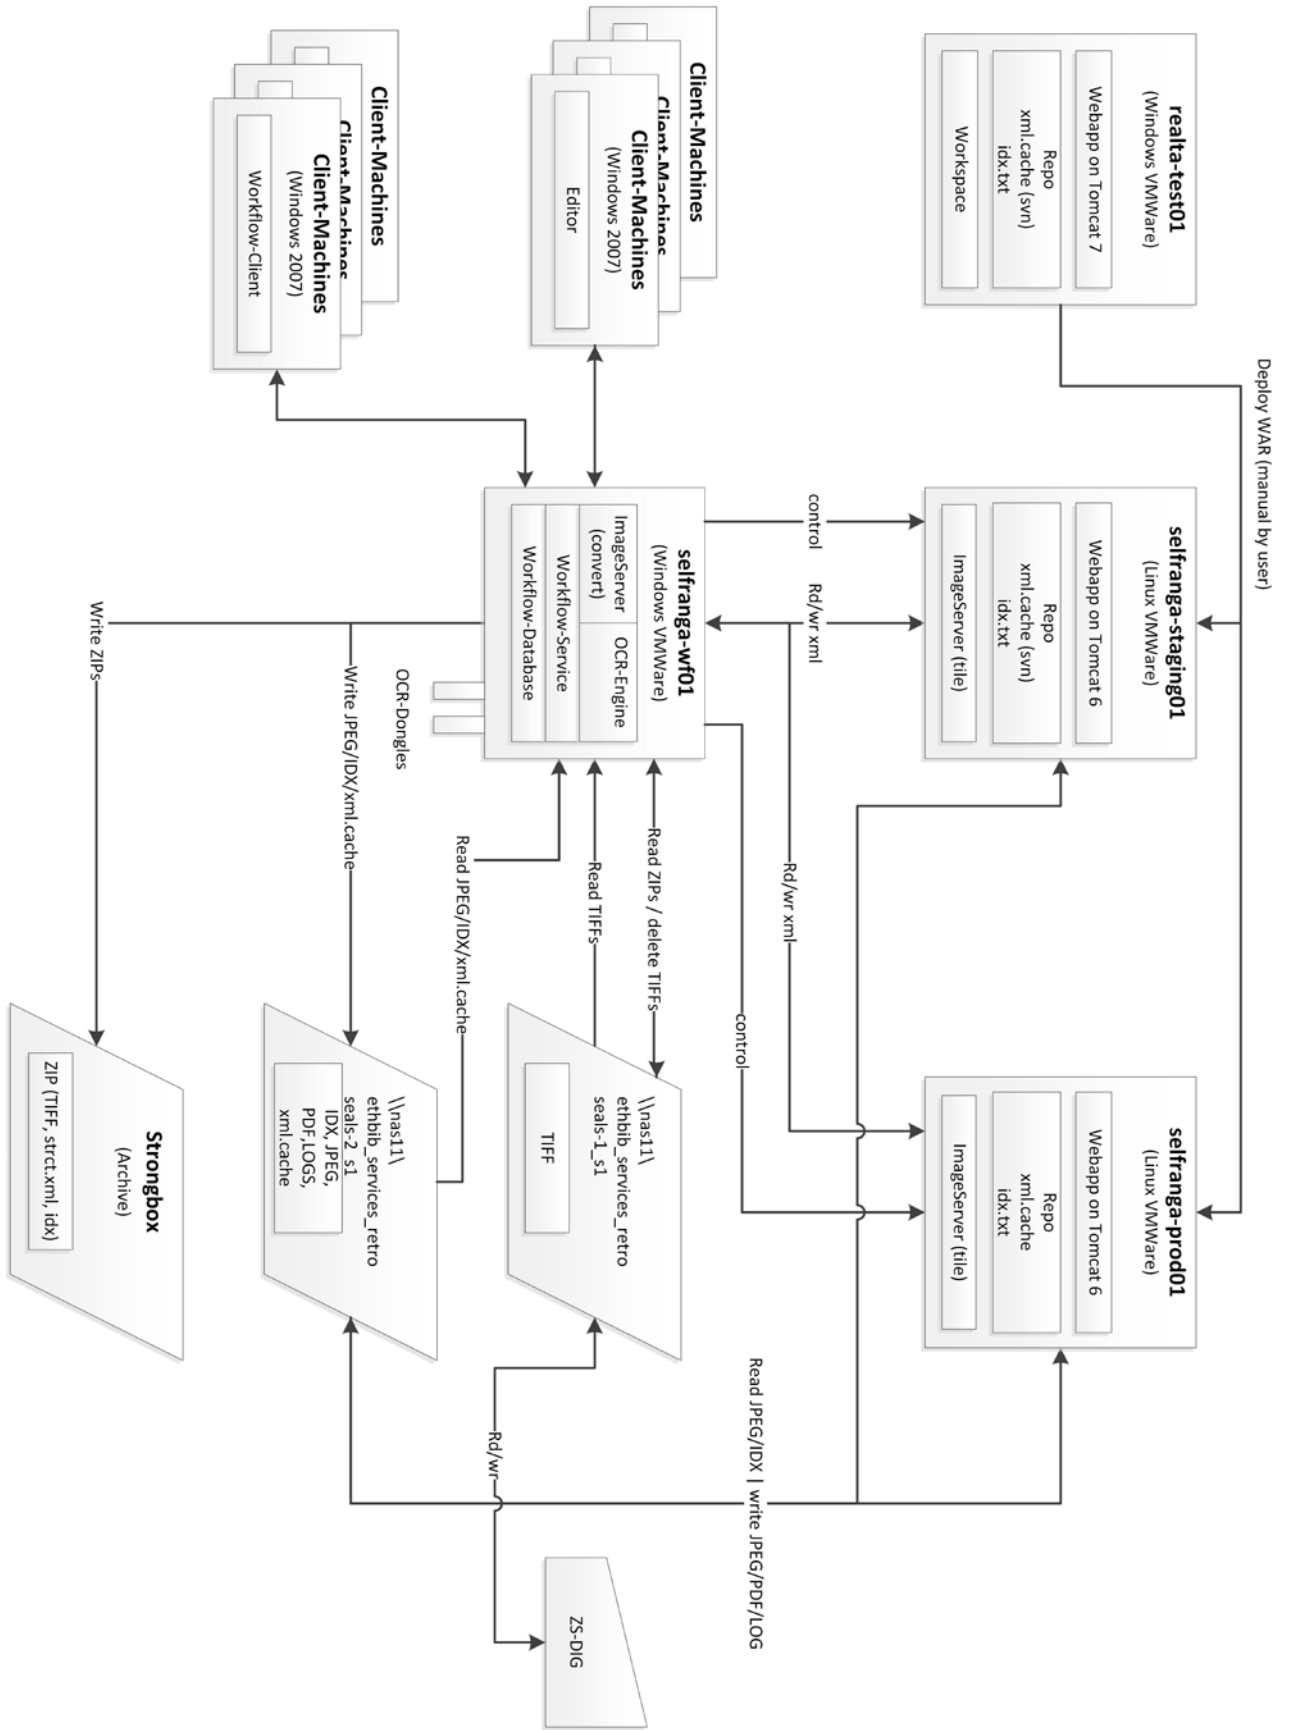 Deploy WAR (manual by user)
realta-test01
(Windows VMWare)
Webapp on Tomcat 7
Repo
xml.cache (svn)
idx.txt
Workspace
selfranga-staging01
(Linux VMWare)
Webapp on Tomcat 6
Repo
xml.cache (svn)
idx.txt
ImageServer (tile)
selfranga-prod01
(Linux VMWare)
Webapp on Tomcat 6
Repo
xml.cache
idx.txt
ImageServer (tile)
control
Rd/wr xml
Rd/wr xml
control
Read JPEG/IDX | write JPEG/PDF/LOG
Client-Machines
Client-Machines
Client-Machines
(Windows 2007)
Editor
selfranga-wf01
(Windows VMWare)
ImageServer
(convert)
OCR-Engine
Workflow-Service
Workflow-Database
OCR-Dongles
Read ZIPs / delete TIFFs
Read TIFFs
Read JPEG/IDX/xml.cache
\\nas11\
ethbib_services_retro
seals-1_s1
TIFF
Rd/wr
ZS-DIG
Client-Machines
Client-Machines
Client-Machines
(Windows 2007)
Workflow-Client
Write JPEG/IDX/xml.cache
\\nas11\
ethbib_services_retro
seals-2_s1
IDX, JPEG,
PDF,LOGS,
xml.cache
Write ZIPs
Strongbox
(Archive)
ZIP (TIFF, strct.xml, idx)